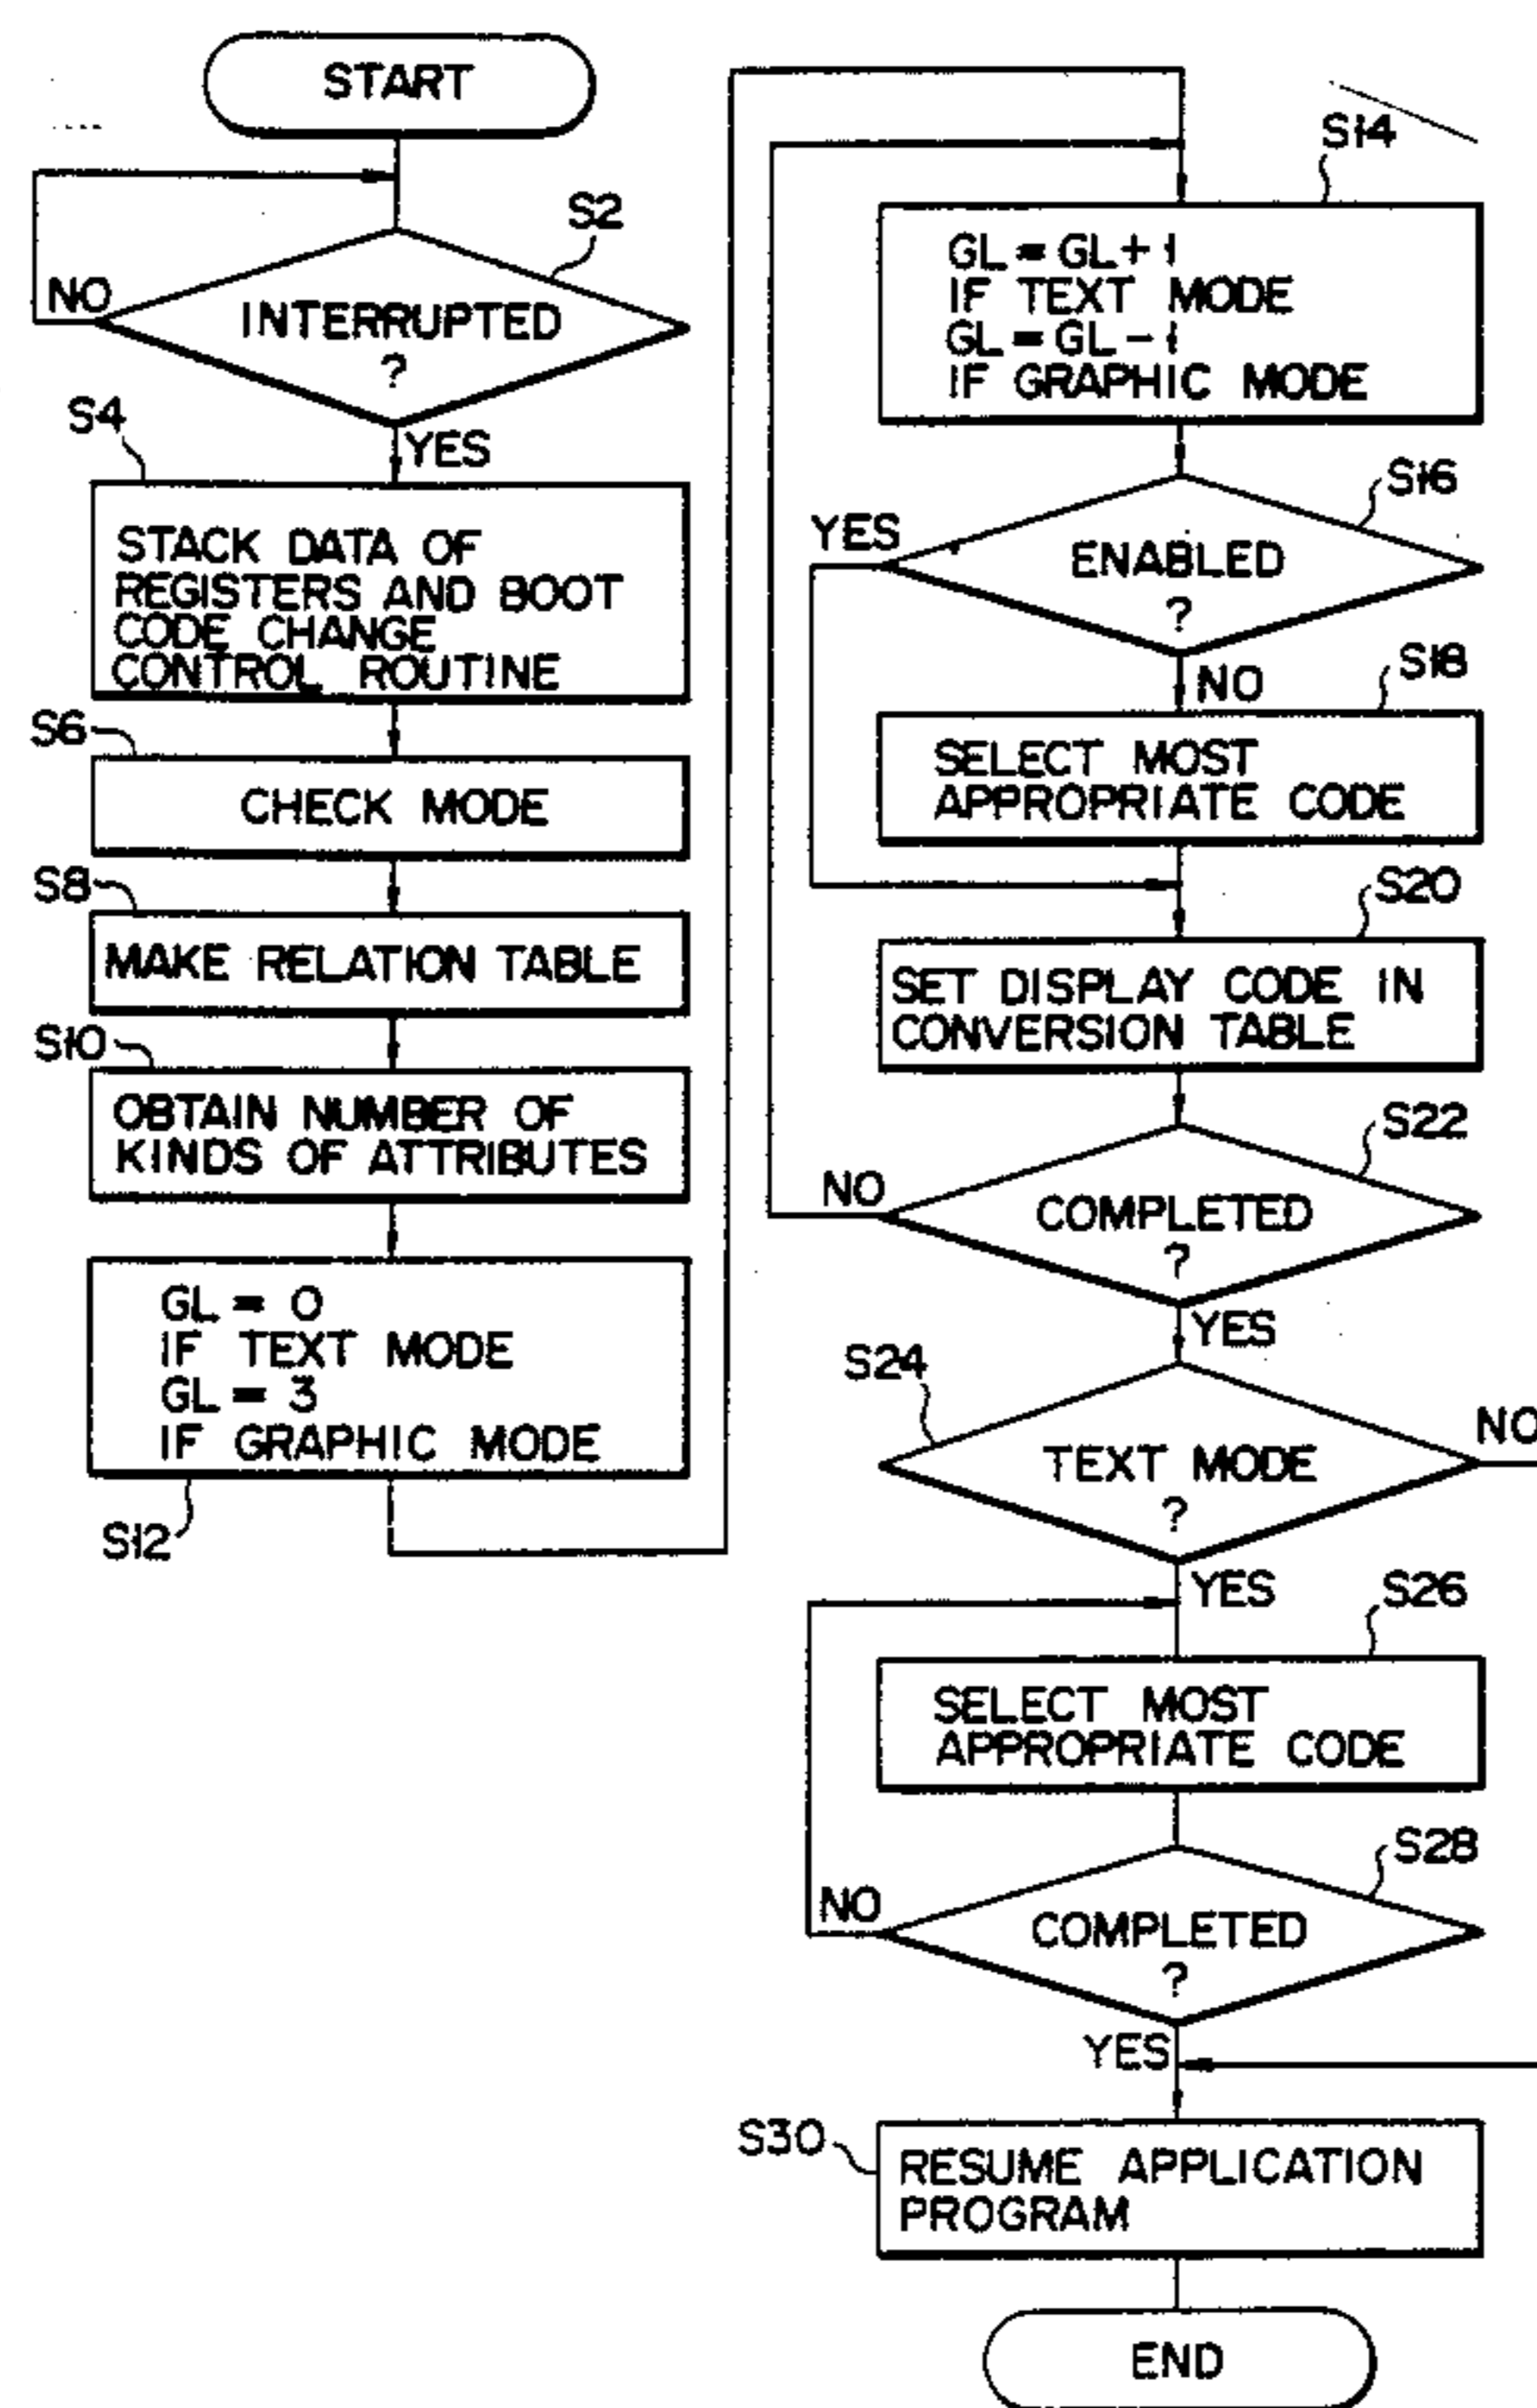 START
S2
NO
INTERRUPTED
?
YES
S4
STACK DATA OF
REGISTERS AND BOOT
CODE CHANGE
CONTROL ROUTINE
S6
CHECK MODE
S8
MAKE RELATION TABLE
S10
OBTAIN NUMBER OF
KINDS OF ATTRIBUTES
GL = 0
IF TEXT MODE
GL = 3
IF GRAPHIC MODE
S12
S14
GL = GL+1
IF TEXT MODE
GL = GL-1
IF GRAPHIC MODE
S16
YES
ENABLED
?
NO
S18
SELECT MOST
APPROPRIATE CODE
S20
SET DISPLAY CODE IN
CONVERSION TABLE
S22
NO
COMPLETED
?
YES
S24
NO
TEXT MODE
?
YES
S26
SELECT MOST
APPROPRIATE CODE
S28
NO
COMPLETED
?
YES
S30
RESUME APPLICATION
PROGRAM
END